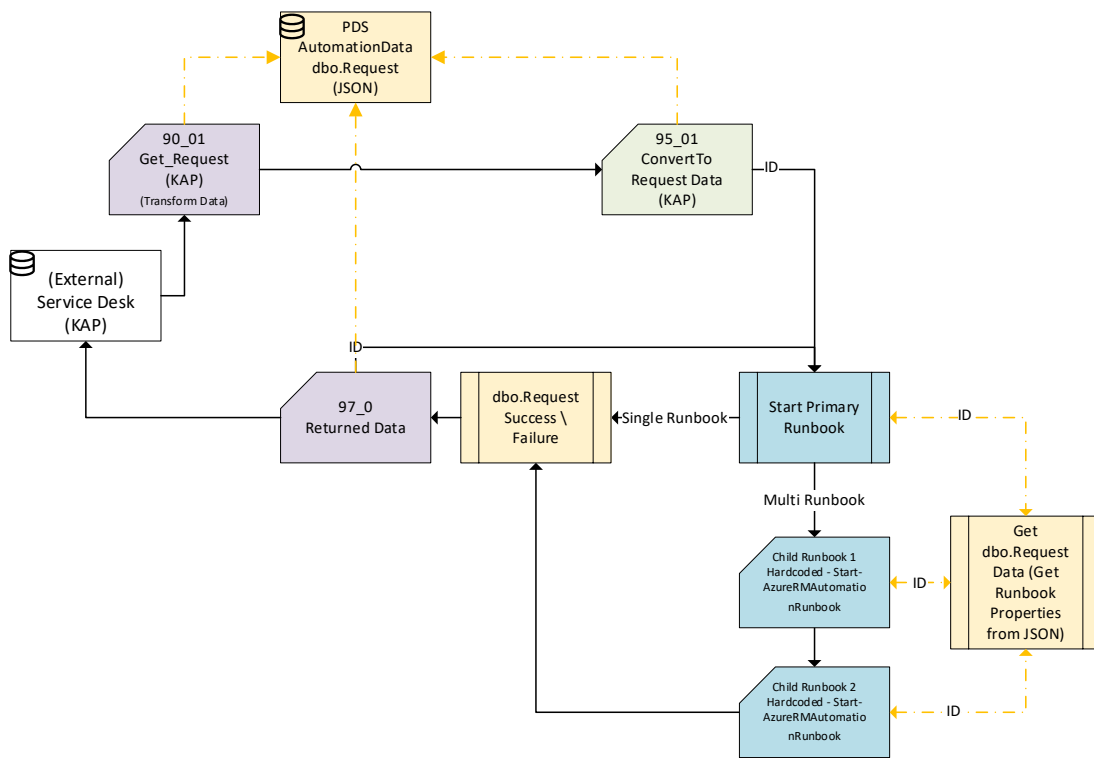 PDS
AutomationData
dbo.Request
(JSON)
90_01
Get_Request
(KAP)
(Transform Data)
95_01
ConvertTo
Request Data
(KAP)
ID
(External)
Service Desk
(KAP)
ID
97_0
Returned Data
dbo.Request
Success \
Failure
Single Runbook
Start Primary
Runbook
ID
Multi Runbook
Child Runbook 1
Hardcoded - Start-
AzureRMAutomatio
nRunbook
ID
Get
dbo.Request
Data (Get
Runbook
Properties
from JSON)
Child Runbook 2
Hardcoded - Start-
AzureRMAutomatio
nRunbook
ID